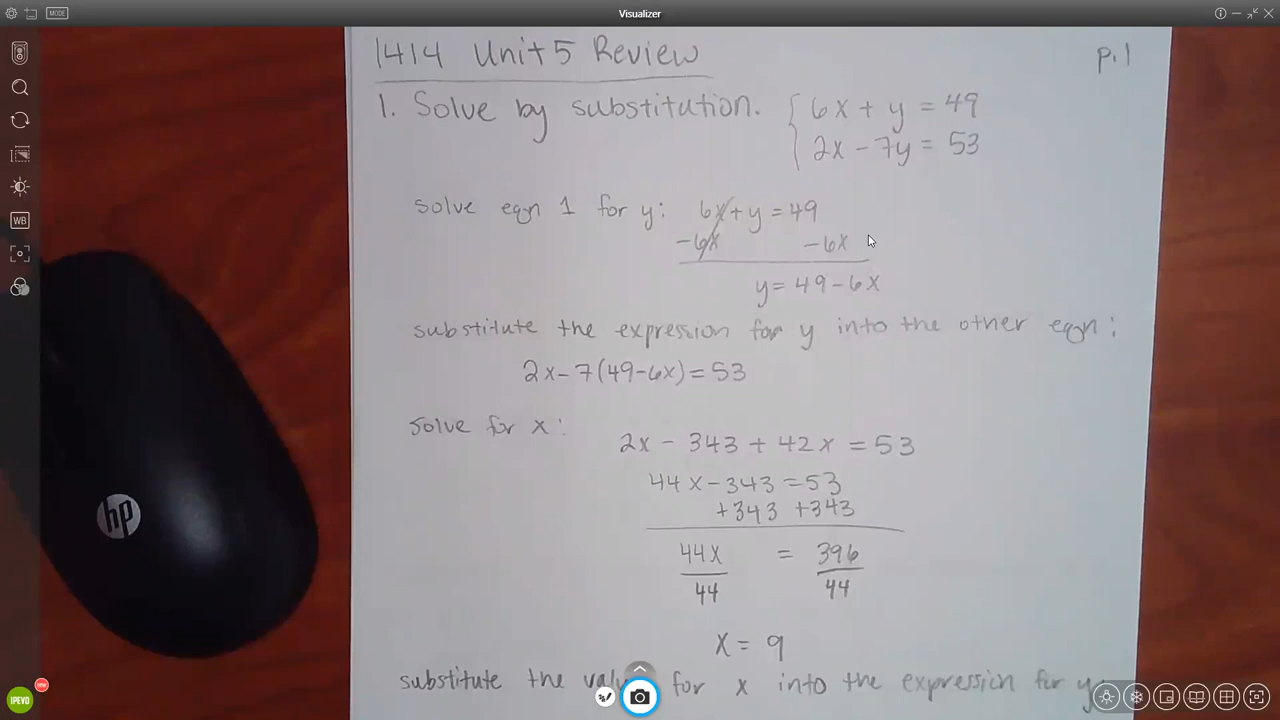 MODE
Visualizer
1414 Unit 5 Review
p.1
1. Solve by substitution. { 6x + y = 49
2x - 7y = 53
solve eqn 1 for y: 6x + y = 49
-6x -6x
y = 49 - 6x
substitute the expression for y into the other eqn:
2x - 7(49 - 6x) = 53
solve for x:
2x - 343 + 42x = 53
44x - 343 = 53
+343 +343
44x = 396
44 44
x = 9
substitute the value for x into the expression for y
WB
hp
IPEVO
new